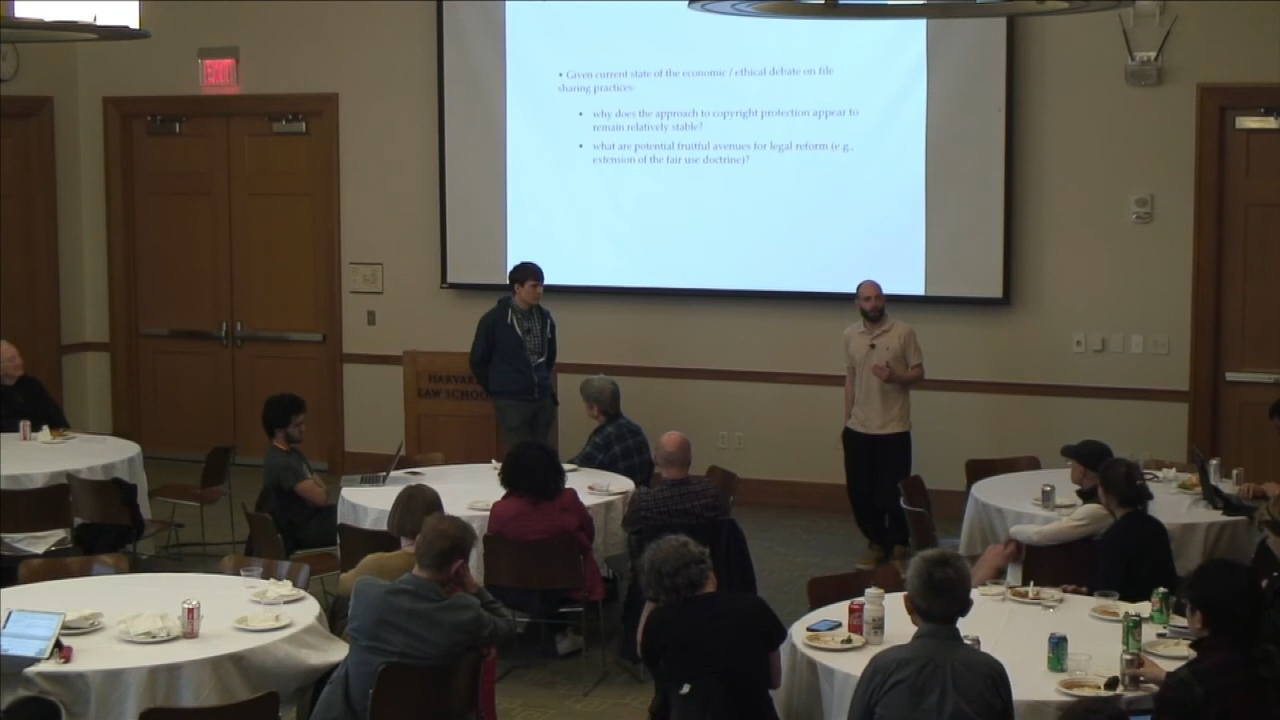 EXIT
• Given current state of the economic / ethical debate on file
sharing practices:
• why does the approach to copyright protection appear to
remain relatively stable?
• what are potential fruitful avenues for legal reform (e.g.,
extension of the fair use doctrine)?
HARVARD
LAW SCHOOL